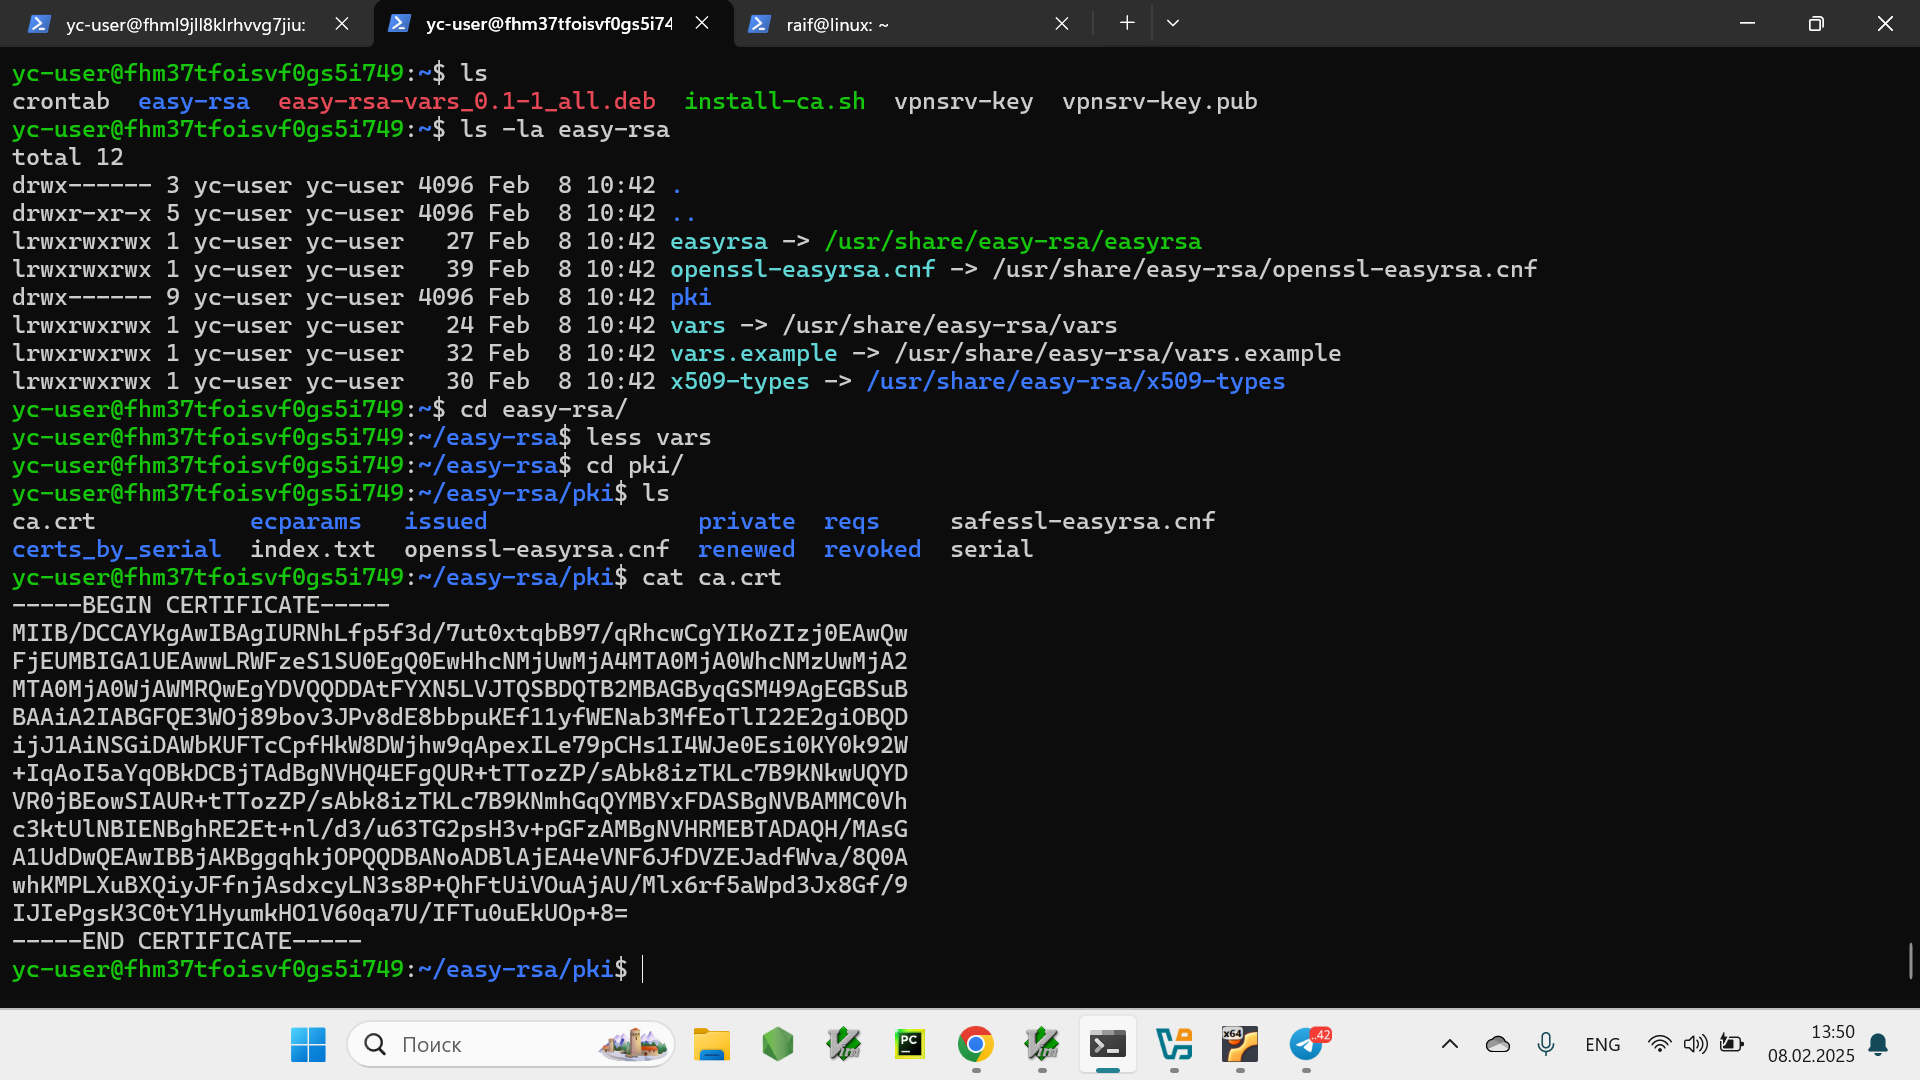 yc-user@fhml9jll8klrhvvg7jiu:
yc-user@fhm37tfoisvf0gs5i74
raif@linux: ~
yc-user@fhm37tfoisvf0gs5i749:~$ ls
crontab  easy-rsa  easy-rsa-vars_0.1-1_all.deb  install-ca.sh  vpnsrv-key  vpnsrv-key.pub
yc-user@fhm37tfoisvf0gs5i749:~$ ls -la easy-rsa
total 12
drwx------ 3 yc-user yc-user 4096 Feb  8 10:42 .
drwxr-xr-x 5 yc-user yc-user 4096 Feb  8 10:42 ..
lrwxrwxrwx 1 yc-user yc-user   27 Feb  8 10:42 easyrsa -> /usr/share/easy-rsa/easyrsa
lrwxrwxrwx 1 yc-user yc-user   39 Feb  8 10:42 openssl-easyrsa.cnf -> /usr/share/easy-rsa/openssl-easyrsa.cnf
drwx------ 9 yc-user yc-user 4096 Feb  8 10:42 pki
lrwxrwxrwx 1 yc-user yc-user   24 Feb  8 10:42 vars -> /usr/share/easy-rsa/vars
lrwxrwxrwx 1 yc-user yc-user   32 Feb  8 10:42 vars.example -> /usr/share/easy-rsa/vars.example
lrwxrwxrwx 1 yc-user yc-user   30 Feb  8 10:42 x509-types -> /usr/share/easy-rsa/x509-types
yc-user@fhm37tfoisvf0gs5i749:~$ cd easy-rsa/
yc-user@fhm37tfoisvf0gs5i749:~/easy-rsa$ less vars
yc-user@fhm37tfoisvf0gs5i749:~/easy-rsa$ cd pki/
yc-user@fhm37tfoisvf0gs5i749:~/easy-rsa/pki$ ls
ca.crt           ecparams   issued               private  reqs     safessl-easyrsa.cnf
certs_by_serial  index.txt  openssl-easyrsa.cnf  renewed  revoked  serial
yc-user@fhm37tfoisvf0gs5i749:~/easy-rsa/pki$ cat ca.crt
-----BEGIN CERTIFICATE-----
MIIB/DCCAYKgAwIBAgIURNhLfp5f3d/7ut0xtqbB97/qRhcwCgYIKoZIzj0EAwQw
FjEUMBIGA1UEAwwLRWFzeS1SU0EgQ0EwHhcNMjUwMjA4MTA0MjA0WhcNMzUwMjA2
MTA0MjA0WjAWMRQwEgYDVQQDDAtFYXN5LVJTQSBDQTB2MBAGByqGSM49AgEGBSuB
BAAiA2IABGFQE3WOj89bov3JPv8dE8bbpuKEf11yfWENab3MfEoTlI22E2giOBQD
ijJ1AiNSGiDAWbKUFTcCpfHkW8DWjhw9qApexILe79pCHs1I4WJe0Esi0KY0k92W
+IqAoI5aYqOBkDCBjTAdBgNVHQ4EFgQUR+tTTozZP/sAbk8izTKLc7B9KNkwUQYD
VR0jBEowSIAUR+tTTozZP/sAbk8izTKLc7B9KNmhGqQYMBYxFDASBgNVBAMMC0Vh
c3ktUlNBIENBghRE2Et+nl/d3/u63TG2psH3v+pGFzAMBgNVHRMEBTADAQH/MAsG
A1UdDwQEAwIBBjAKBggqhkjOPQQDBANoADBlAjEA4eVNF6JfDVZEJadfWva/8Q0A
whKMPLXuBXQiyJFfnjAsdxcyLN3s8P+QhFtUiVOuAjAU/Mlx6rf5aWpd3Jx8Gf/9
IJIePgsK3C0tY1HyumkHO1V60qa7U/IFTu0uEkUOp+8=
-----END CERTIFICATE-----
yc-user@fhm37tfoisvf0gs5i749:~/easy-rsa/pki$
Поиск
ENG
13:50
08.02.2025
Vim
PC
Vim
x64
..42